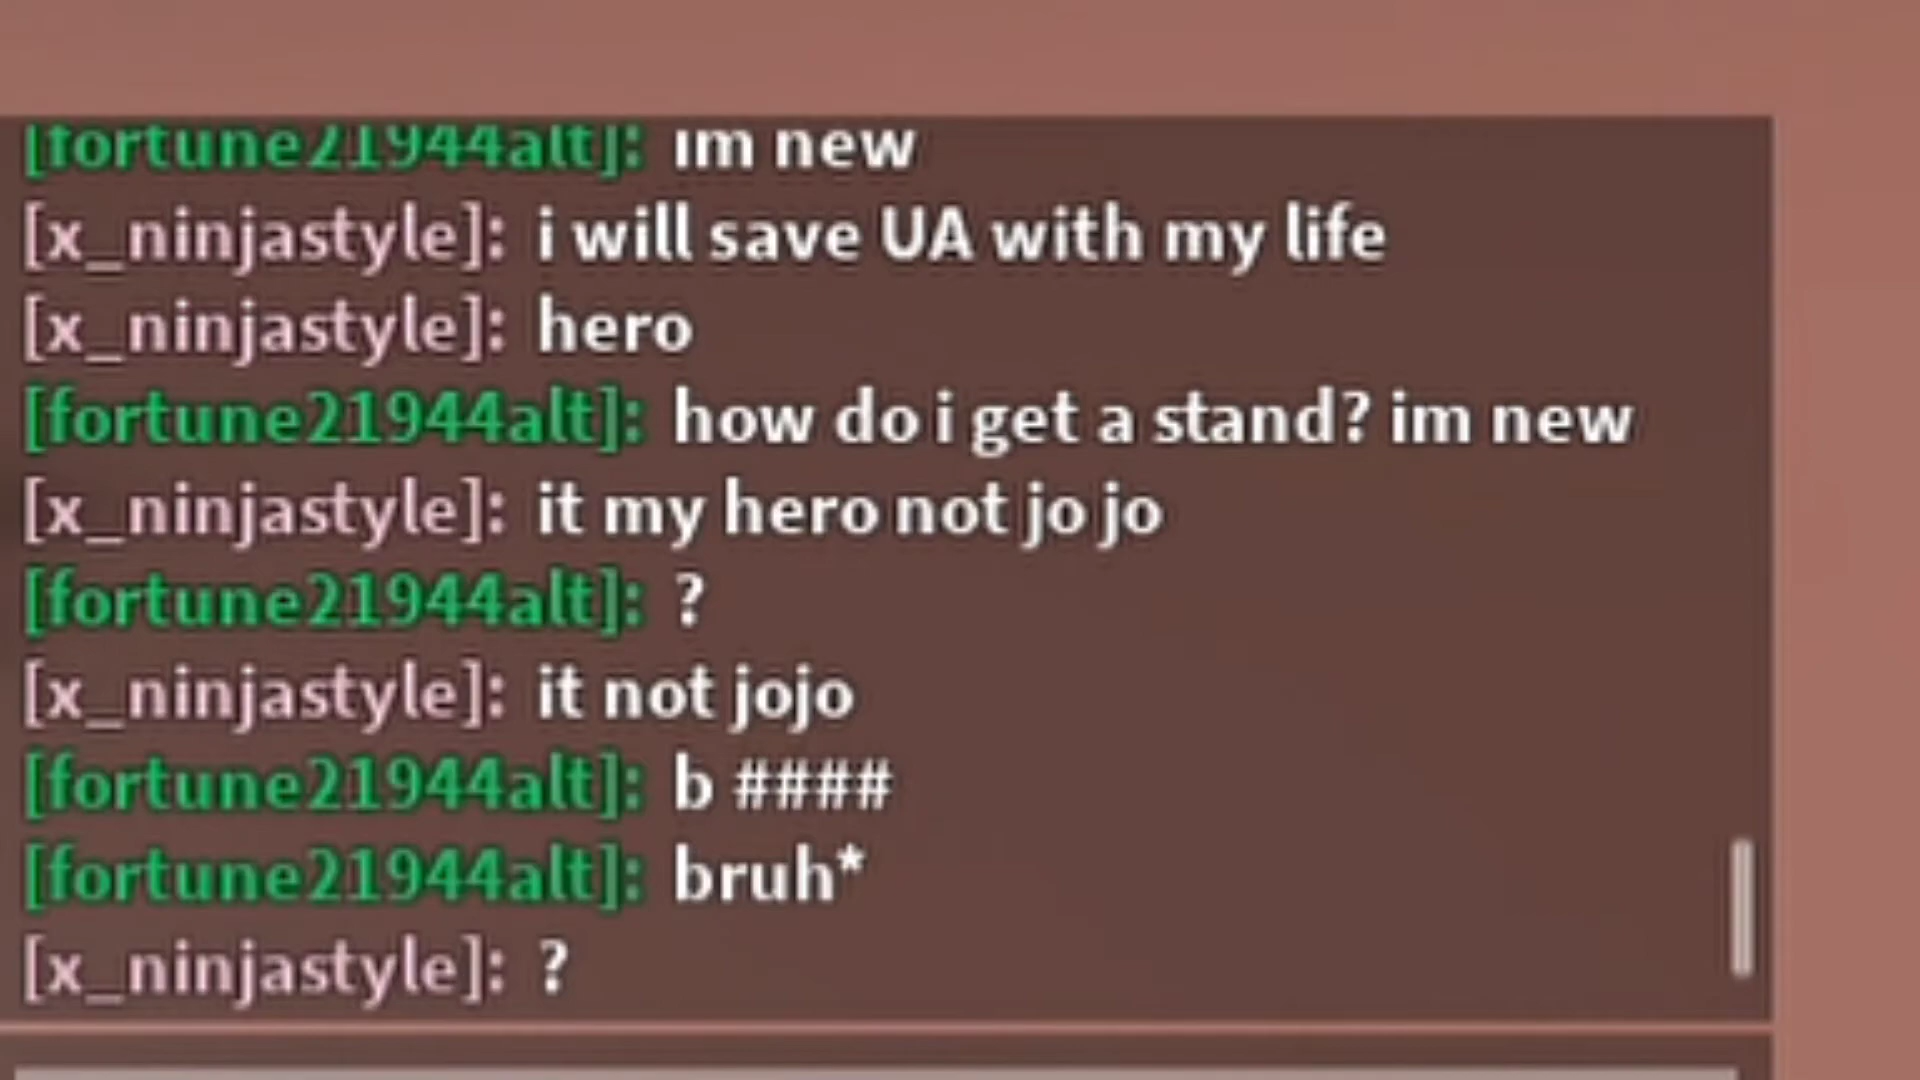 [fortune21944alt]: im new
[x_ninjastyle]: i will save UA with my life
[x_ninjastyle]: hero
[fortune21944alt]: how do i get a stand? im new
[x_ninjastyle]: it my hero not jo jo
[fortune21944alt]: ?
[x_ninjastyle]: it not jojo
[fortune21944alt]: b ####
[fortune21944alt]: bruh*
[x_ninjastyle]: ?